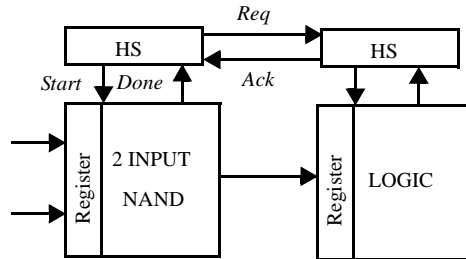 Req
HS
HS
Start
Done
Ack
Register
2 INPUT
NAND
Register
LOGIC